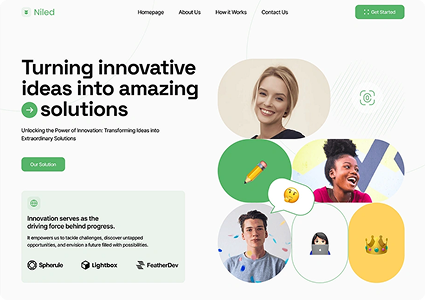 Niled
Homepage
About Us
How it Works
Contact Us
Get Started
Turning innovative
ideas into amazing
solutions
Unlocking the Power of Innovation: Transforming Ideas into
Extraordinary Solutions
Our Solution
Innovation serves as the
driving force behind progress.
It empowers us to tackle challenges, discover untapped
opportunities, and envision a future filled with possibilities.
Spherule
Lightbox
FeatherDev